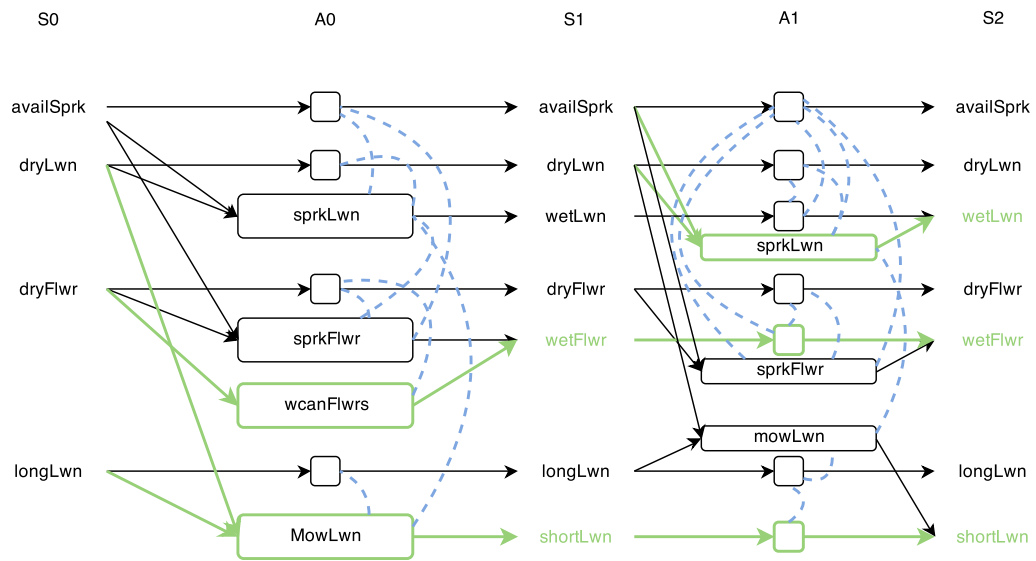 S0 A0 S1 A1 S2
availSprk availSprk availSprk
dryLwn dryLwn dryLwn
sprkLwn wetLwn wetLwn
sprkLwn
dryFlwr dryFlwr dryFlwr
sprkFlwr wetFlwr wetFlwr
sprkFlwr
wcanFlwrs
mowLwn
longLwn longLwn longLwn
MowLwn shortLwn shortLwn